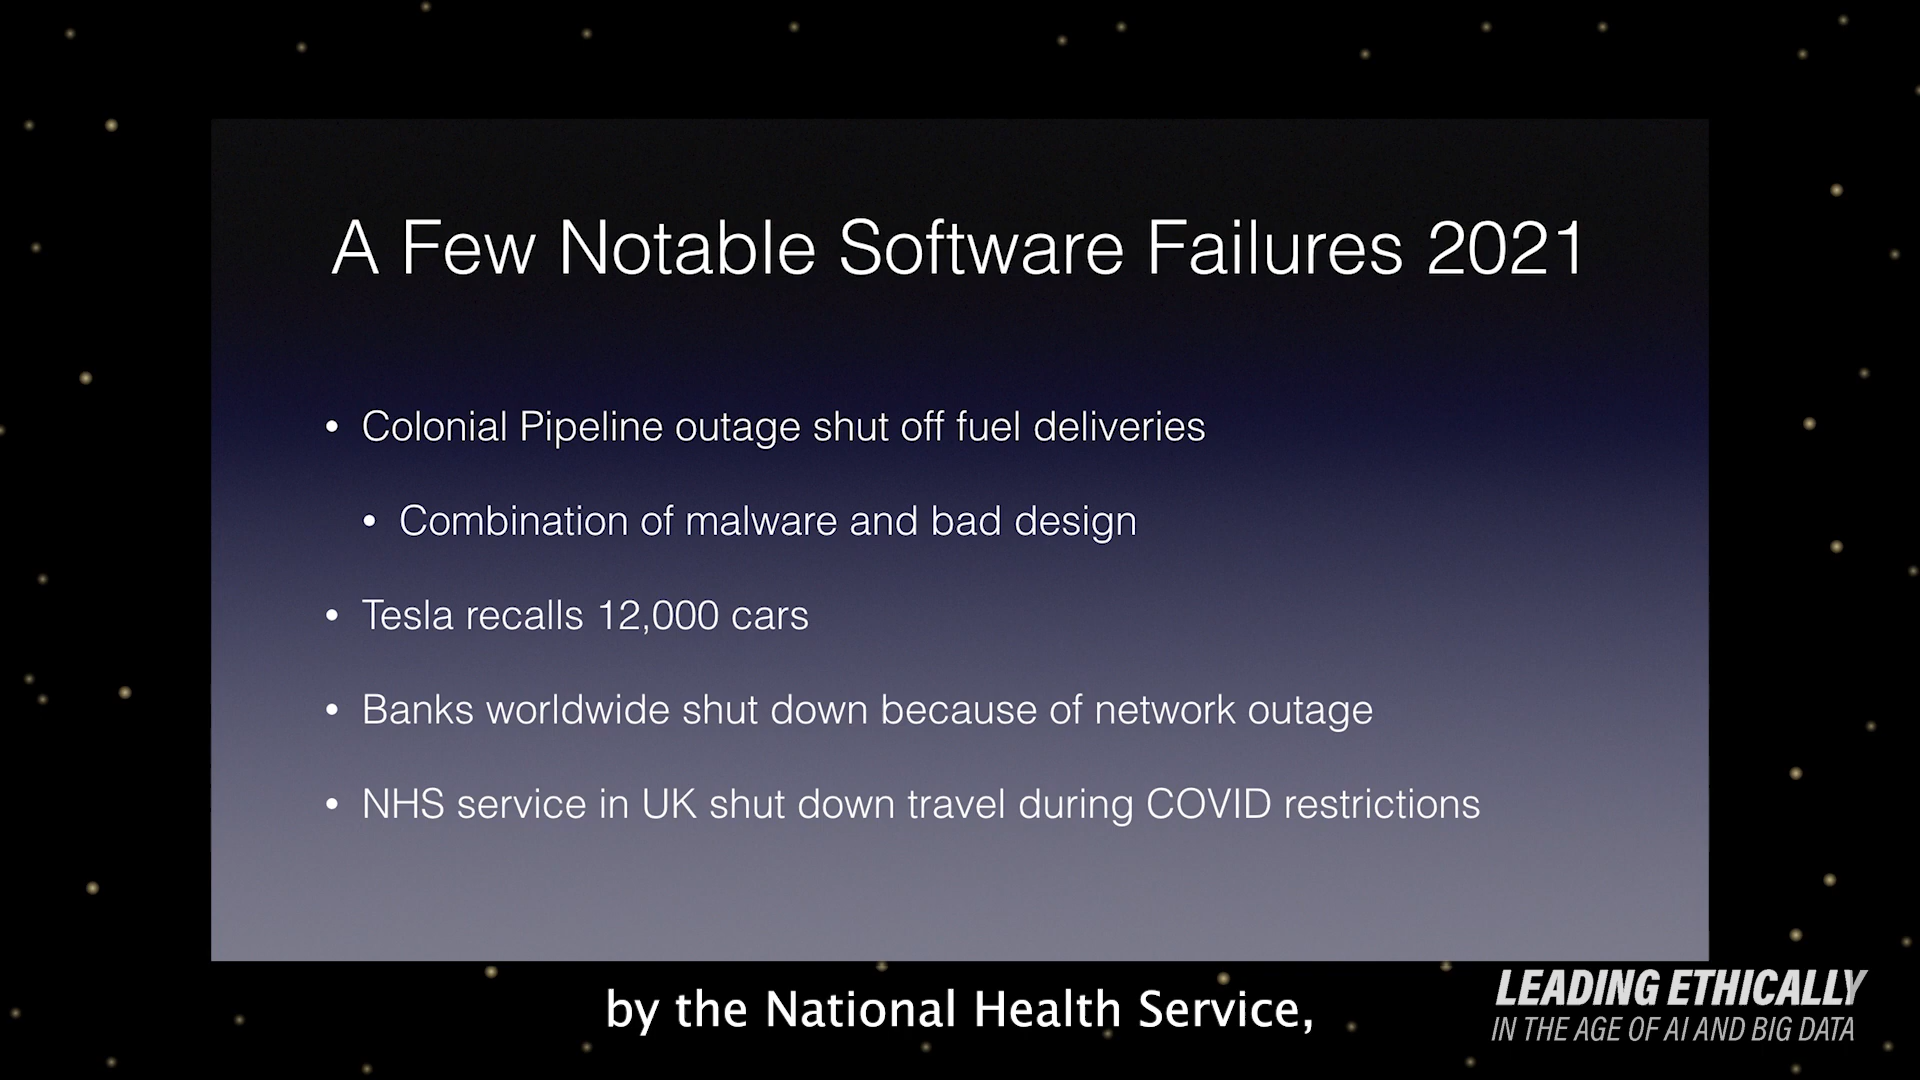 A Few Notable Software Failures 2021
• Colonial Pipeline outage shut off fuel deliveries
• Combination of malware and bad design
• Tesla recalls 12,000 cars
• Banks worldwide shut down because of network outage
• NHS service in UK shut down travel during COVID restrictions
by the National Health Service,
LEADING ETHICALLY
IN THE AGE OF AI AND BIG DATA